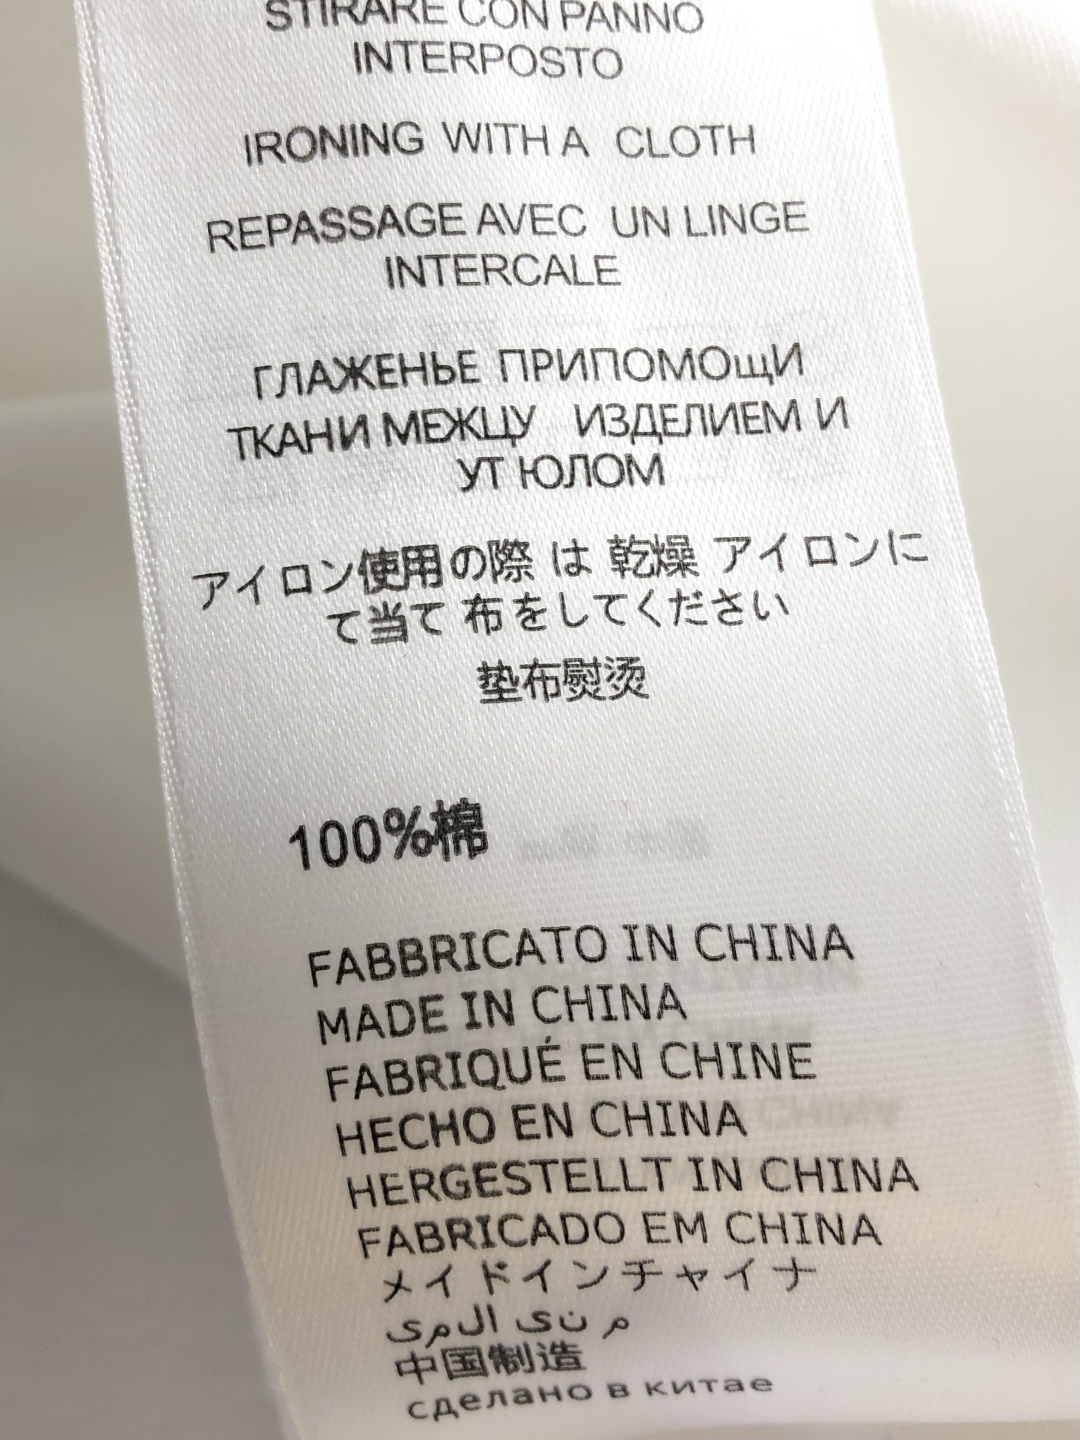 STIRARE CON PANNO
INTERPOSTO
IRONING WITH A CLOTH
REPASSAGE AVEC UN LINGE
INTERCALE
ГЛАЖЕНЬЕ ПРИПОМОщИ
ТКАНИ МЕЖЦУ ИЗДЕЛИЕМ И
УТ ЮЛОМ
アイロン使用の際 は 乾燥 アイロンに
て当て 布をしてください
垫布熨烫
100%棉
FABBRICATO IN CHINA
MADE IN CHINA
FABRIQUÉ EN CHINE
HECHO EN CHINA
HERGESTELLT IN CHINA
FABRICADO EM CHINA
メイドインチャイナ
م نى المى
中国制造
сделано в китае